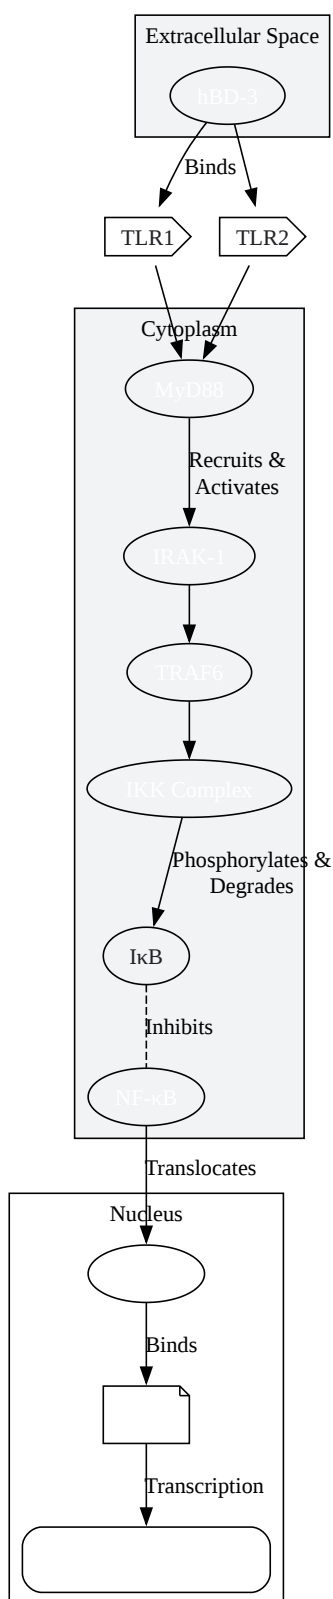 Extracellular Space
hBD-3
Binds
TLR1
TLR2
Cytoplasm
MyD88
Recruits &
Activates
IRAK-1
TRAF6
IKK Complex
Phosphorylates &
Degrades
IκB
Inhibits
NF-κB
Translocates
Nucleus
Binds
Transcription